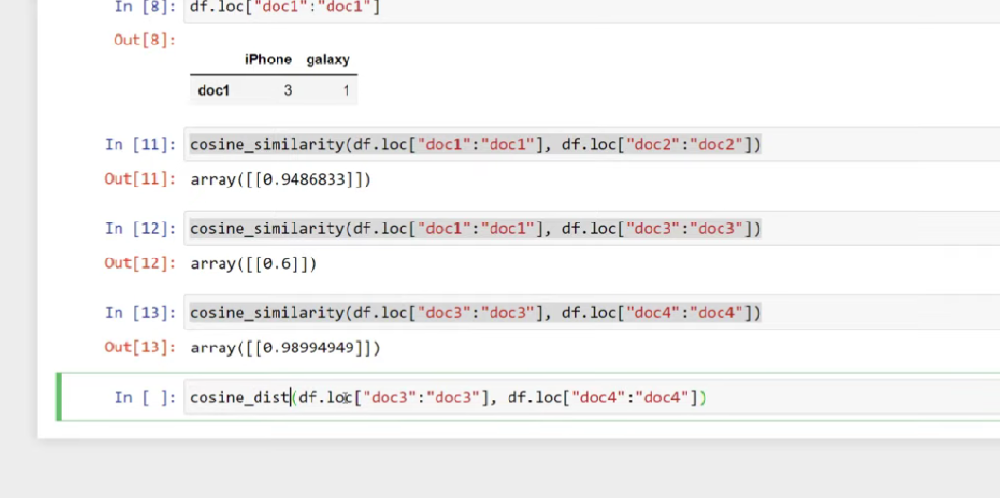 In [8]: df.loc["doc1":"doc1"]
Out[8]:
iPhone galaxy
doc1 3 1
In [11]: cosine_similarity(df.loc["doc1":"doc1"], df.loc["doc2":"doc2"])
Out[11]: array([[0.9486833]])
In [12]: cosine_similarity(df.loc["doc1":"doc1"], df.loc["doc3":"doc3"])
Out[12]: array([[0.6]])
In [13]: cosine_similarity(df.loc["doc3":"doc3"], df.loc["doc4":"doc4"])
Out[13]: array([[0.98994949]])
In [ ]: cosine_dist(df.loc["doc3":"doc3"], df.loc["doc4":"doc4"])